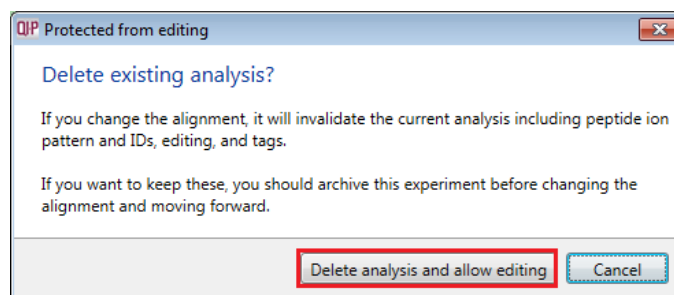 QIP Protected from editing
Delete existing analysis?
If you change the alignment, it will invalidate the current analysis including peptide ion
pattern and IDs, editing, and tags.
If you want to keep these, you should archive this experiment before changing the
alignment and moving forward.
Delete analysis and allow editing Cancel